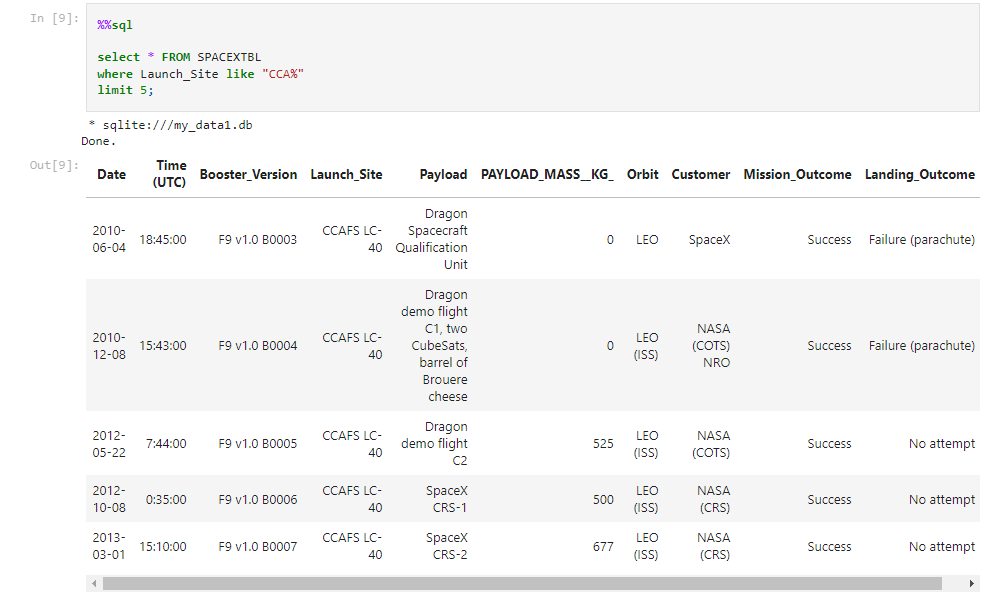 In [9]:
%%sql
select * FROM SPACEXTBL
where Launch_Site like "CCA%"
limit 5;
* sqlite:///my_data1.db
Done.
Out[9]:
Date Time (UTC) Booster_Version Launch_Site Payload PAYLOAD_MASS__KG_ Orbit Customer Mission_Outcome Landing_Outcome
2010-06-04 18:45:00 F9 v1.0 B0003 CCAFS LC-40 Dragon Spacecraft Qualification Unit 0 LEO SpaceX Success Failure (parachute)
2010-12-08 15:43:00 F9 v1.0 B0004 CCAFS LC-40 Dragon demo flight C1, two CubeSats, barrel of Brouere cheese 0 LEO (ISS) NASA (COTS) NRO Success Failure (parachute)
2012-05-22 7:44:00 F9 v1.0 B0005 CCAFS LC-40 Dragon demo flight C2 525 LEO (ISS) NASA (COTS) Success No attempt
2012-10-08 0:35:00 F9 v1.0 B0006 CCAFS LC-40 SpaceX CRS-1 500 LEO (ISS) NASA (CRS) Success No attempt
2013-03-01 15:10:00 F9 v1.0 B0007 CCAFS LC-40 SpaceX CRS-2 677 LEO (ISS) NASA (CRS) Success No attempt